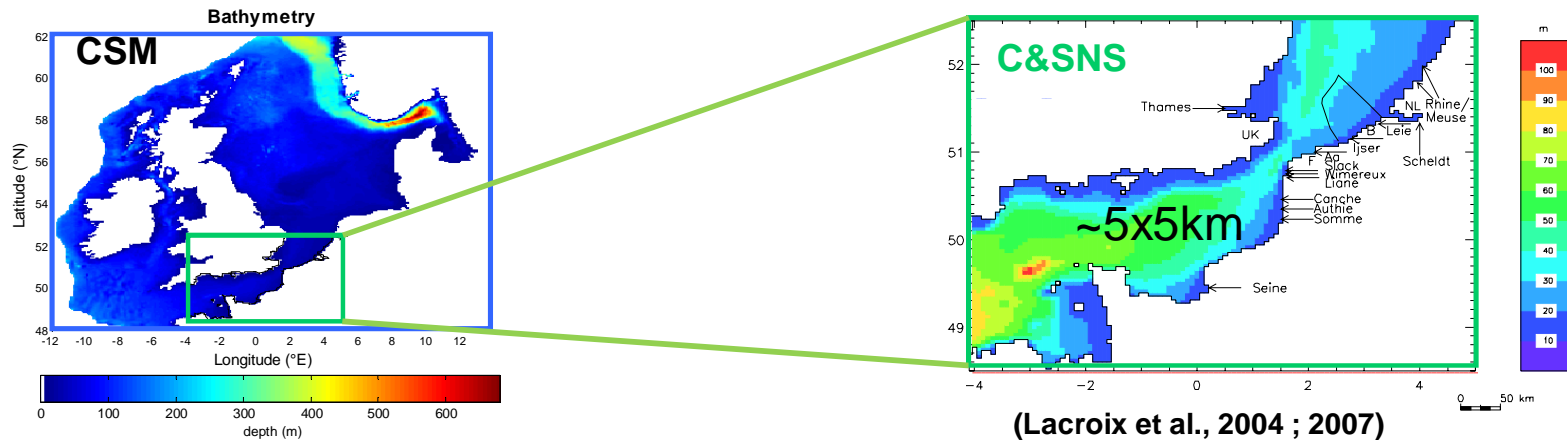 Bathymetry
CSM
62
60
58
56
54
52
50
48
-12 -10 -8 -6 -4 -2 0 2 4 6 8 10 12
Latitude (°N)
Longitude (°E)
0 100 200 300 400 500 600
depth (m)
C&SNS
52
51
50
49
-4 -2 0 2 4
Thames
UK
NL
Rhine/
Meuse
B
Leie
Ijser
Scheldt
F
Aa
Slack
Wimereux
Liane
Canche
Authie
Somme
Seine
~5x5km
m
100
90
80
70
60
50
40
30
20
10
0 50 km
(Lacroix et al., 2004 ; 2007)